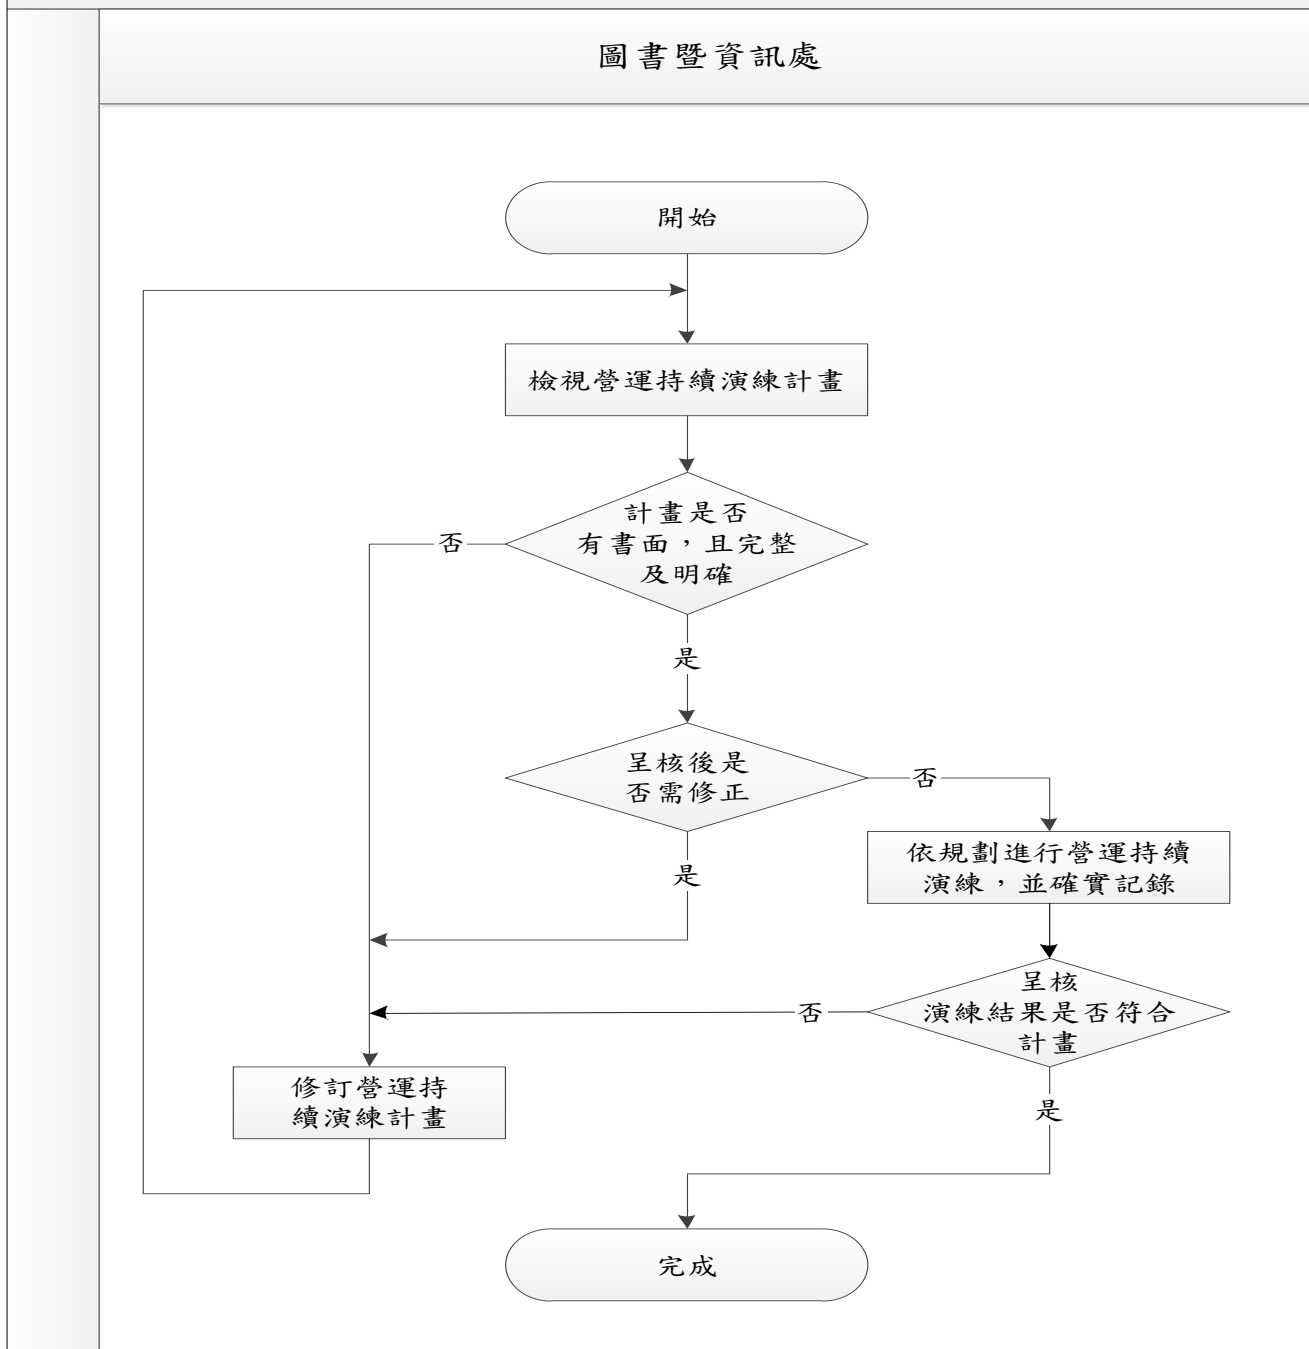 圖書暨資訊處
開始
檢視營運持續演練計畫
計畫是否
有書面，且完整
及明確
否
是
呈核後是
否需修正
否
是
依規劃進行營運持續
演練，並確實記錄
呈核
演練結果是否符合
計畫
否
是
修訂營運持
續演練計畫
完成